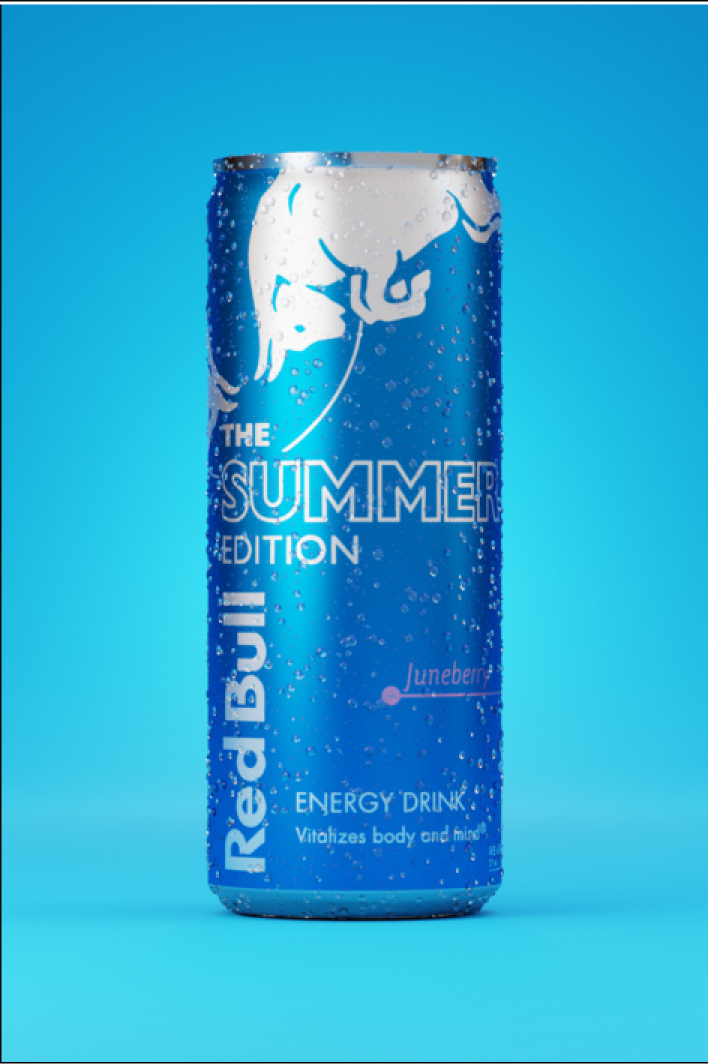 THE
SUMMER
EDITION
Red Bull
Juneberry
ENERGY DRINK
Vitalizes body and mind®